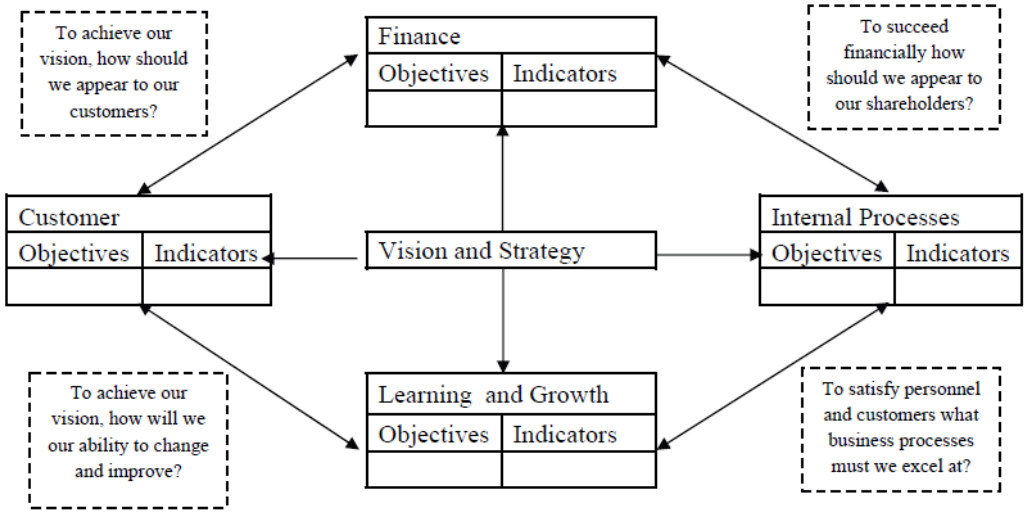 To achieve our
vision, how should
we appear to our
customers?
Finance
Objectives Indicators
To succeed
financially how
should we appear to
our shareholders?
Customer
Objectives Indicators
Vision and Strategy
Internal Processes
Objectives Indicators
To achieve our
vision, how will we
our ability to change
and improve?
Learning and Growth
Objectives Indicators
To satisfy personnel
and customers what
business processes
must we excel at?